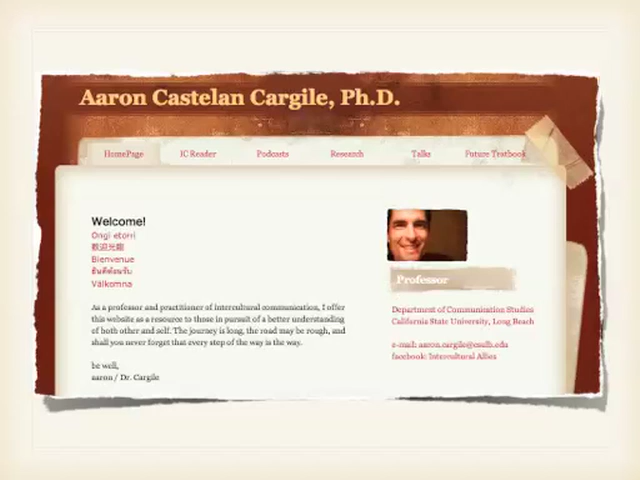 Aaron Castelan Cargile, Ph.D.
HomePage IC Reader Podcasts Research Talks Future Textbook
Welcome!
Ongi etorri
歡迎光臨
Bienvenue
ยินดีต้อนรับ
Välkomna
As a professor and practitioner of intercultural communication, I offer
this website as a resource to those in pursuit of a better understanding
of both other and self. The journey is long, the road may be rough, and
shall you never forget that every step of the way is the way.
be well,
aaron / Dr. Cargile
Professor
Department of Communication Studies
California State University, Long Beach
e-mail: aaron.cargile@csulb.edu
facebook: Intercultural Allies